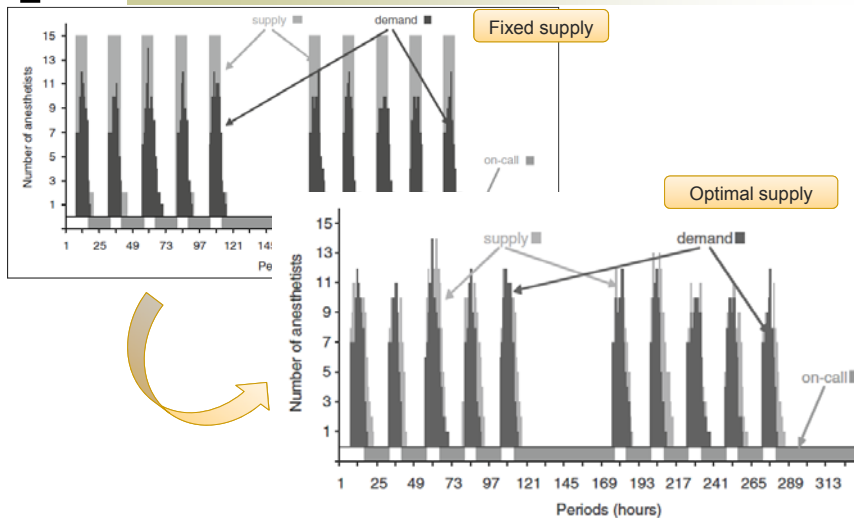 Fixed supply
supply
demand
Number of anesthetists
15
13
11
9
7
5
3
1
on-call
1 25 49 73 97 121 145
Optimal supply
supply
demand
Number of anesthetists
15
13
11
9
7
5
3
1
on-call
1 25 49 73 97 121 145 169 193 217 241 265 289 313
Periods (hours)